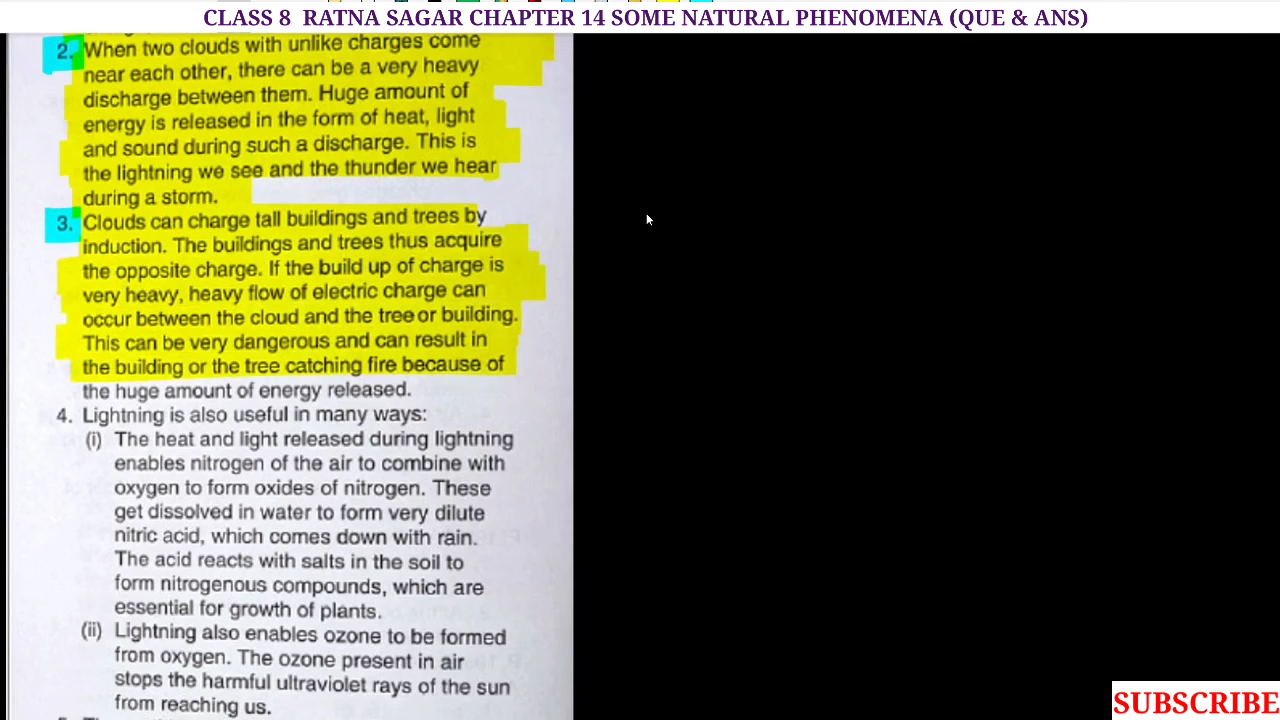 CLASS 8 RATNA SAGAR CHAPTER 14 SOME NATURAL PHENOMENA (QUE & ANS)
2. When two clouds with unlike charges come
near each other, there can be a very heavy
discharge between them. Huge amount of
energy is released in the form of heat, light
and sound during such a discharge. This is
the lightning we see and the thunder we hear
during a storm.
3. Clouds can charge tall buildings and trees by
induction. The buildings and trees thus acquire
the opposite charge. If the build up of charge is
very heavy, heavy flow of electric charge can
occur between the cloud and the tree or building.
This can be very dangerous and can result in
the building or the tree catching fire because of
the huge amount of energy released.
4. Lightning is also useful in many ways:
(i) The heat and light released during lightning
enables nitrogen of the air to combine with
oxygen to form oxides of nitrogen. These
get dissolved in water to form very dilute
nitric acid, which comes down with rain.
The acid reacts with salts in the soil to
form nitrogenous compounds, which are
essential for growth of plants.
(ii) Lightning also enables ozone to be formed
from oxygen. The ozone present in air
stops the harmful ultraviolet rays of the sun
from reaching us.
SUBSCRIBE